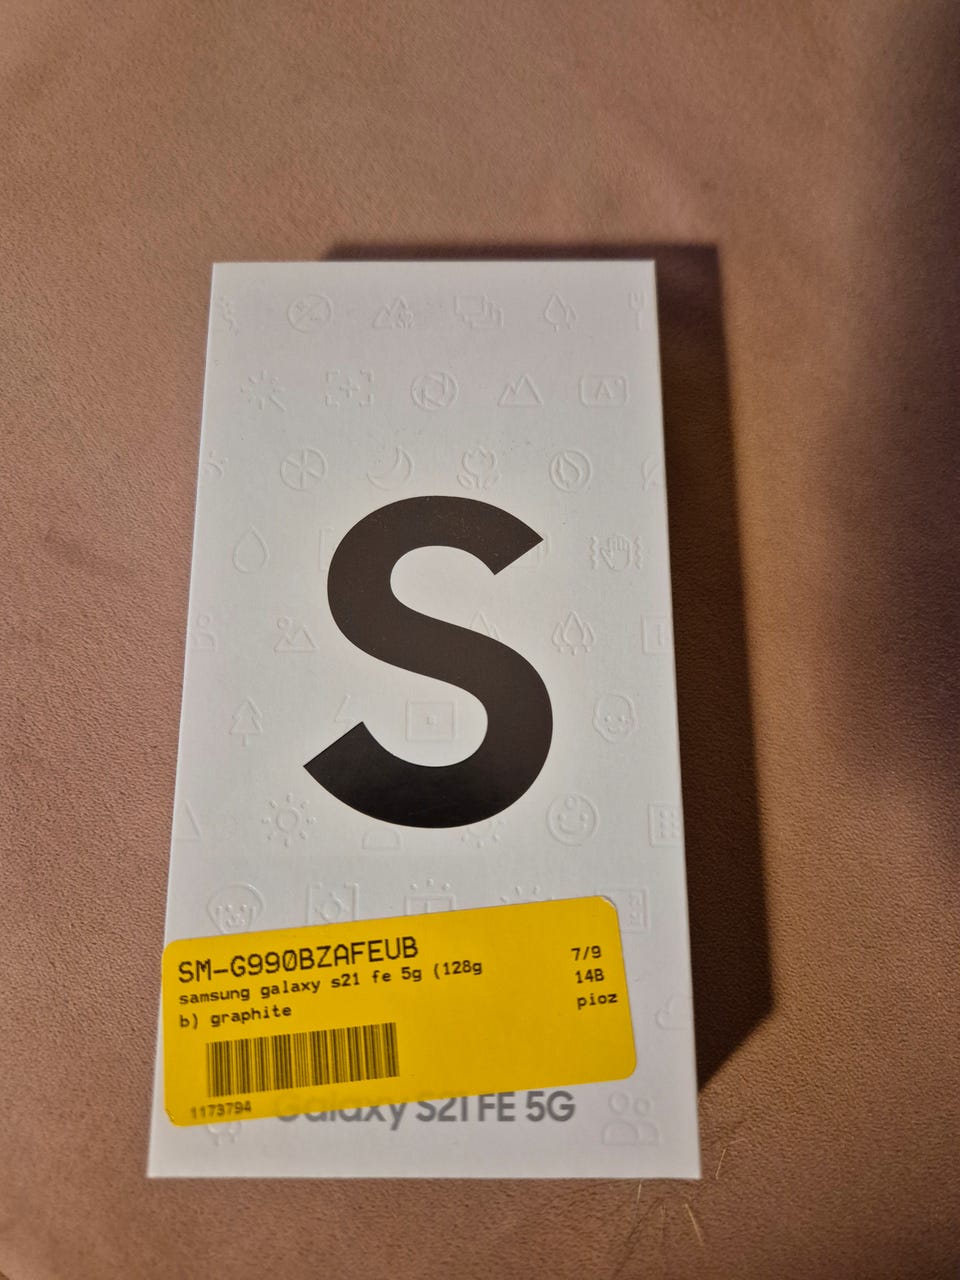 S
SM-G990BZAFEUB
samsung galaxy s21 fe 5g (128g
b) graphite
7/9
14B
pioz
1173794
Galaxy S21 FE 5G